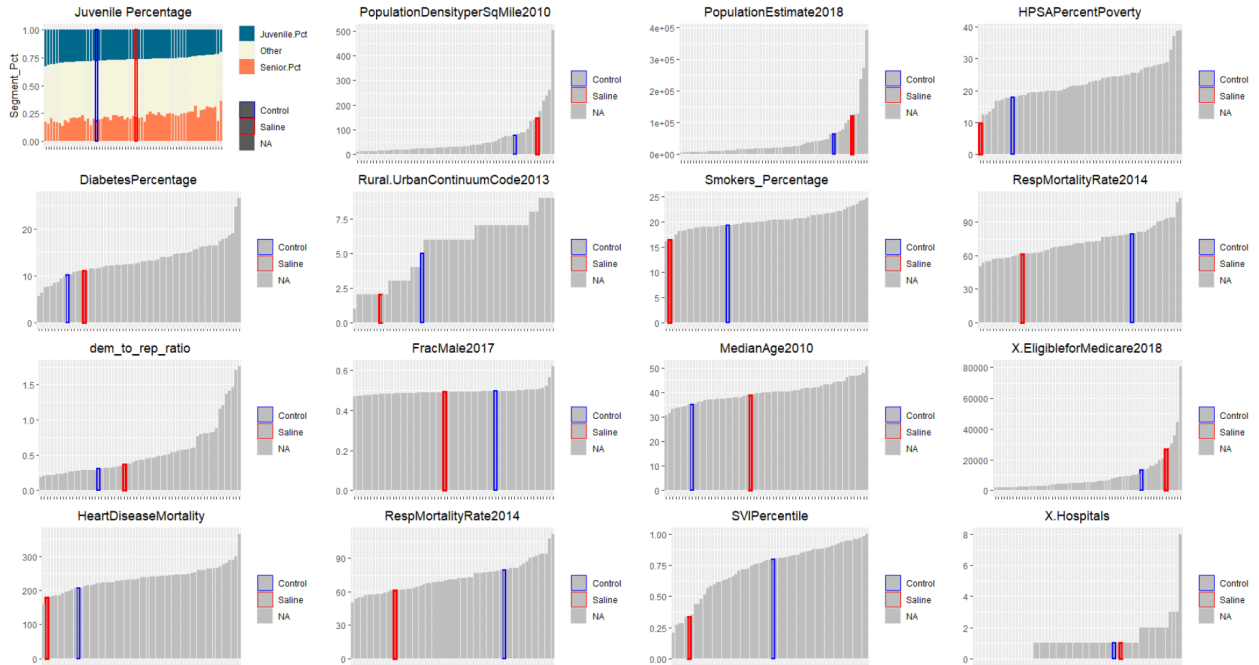 Juvenile Percentage
Segment_Pct
1.00
0.75
0.50
0.25
0.00
Juvenile.Pct
Other
Senior.Pct
Control
Saline
NA
PopulationDensityperSqMile2010
500
400
300
200
100
0
Control
Saline
NA
PopulationEstimate2018
4e+05
3e+05
2e+05
1e+05
0e+00
Control
Saline
NA
HPSAPercentPoverty
40
30
20
10
0
Control
Saline
NA
DiabetesPercentage
20
10
0
Control
Saline
NA
Rural.UrbanContinuumCode2013
7.5
5.0
2.5
0.0
Control
Saline
NA
Smokers_Percentage
25
20
15
10
5
0
Control
Saline
NA
RespMortalityRate2014
90
60
30
0
Control
Saline
NA
dem_to_rep_ratio
1.5
1.0
0.5
0.0
Control
Saline
NA
FracMale2017
0.6
0.4
0.2
0.0
Control
Saline
NA
MedianAge2010
50
40
30
20
10
0
Control
Saline
NA
X.EligibleforMedicare2018
80000
60000
40000
20000
0
Control
Saline
NA
HeartDiseaseMortality
300
200
100
0
Control
Saline
NA
RespMortalityRate2014
90
60
30
0
Control
Saline
NA
SVIPercentile
1.00
0.75
0.50
0.25
0.00
Control
Saline
NA
X.Hospitals
8
6
4
2
0
Control
Saline
NA